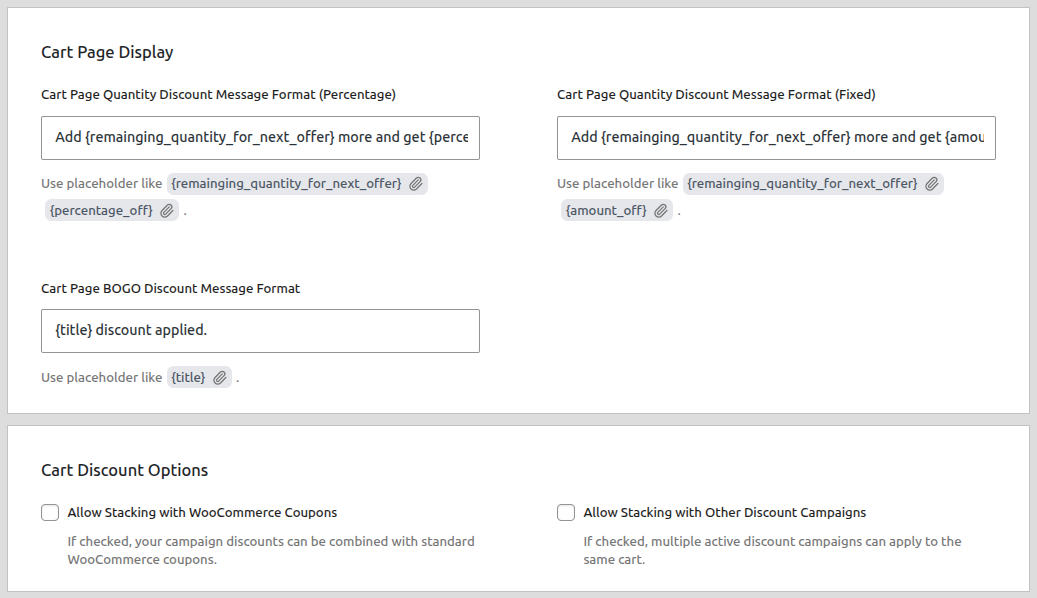 Cart Page Display
Cart Page Quantity Discount Message Format (Percentage)
Add {remainging_quantity_for_next_offer} more and get {perce
Use placeholder like {remainging_quantity_for_next_offer}
{percentage_off} .
Cart Page Quantity Discount Message Format (Fixed)
Add {remainging_quantity_for_next_offer} more and get {amou
Use placeholder like {remainging_quantity_for_next_offer}
{amount_off} .
Cart Page BOGO Discount Message Format
{title} discount applied.
Use placeholder like {title} .
Cart Discount Options
Allow Stacking with WooCommerce Coupons
If checked, your campaign discounts can be combined with standard
WooCommerce coupons.
Allow Stacking with Other Discount Campaigns
If checked, multiple active discount campaigns can apply to the
same cart.